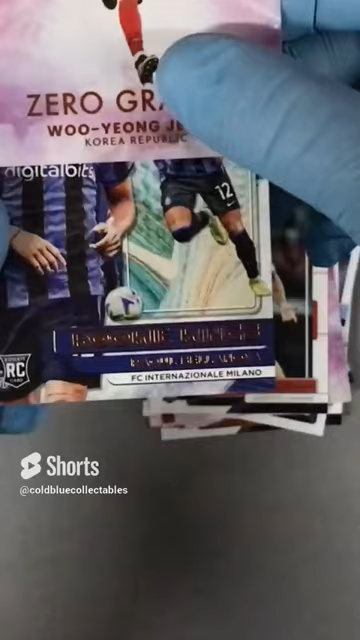 ZERO GRA
WOO-YEONG JE
KOREA REPUBLIC
digitalbits
12
RC
FC INTERNAZIONALE MILANO
Shorts
@coldbluecollectables